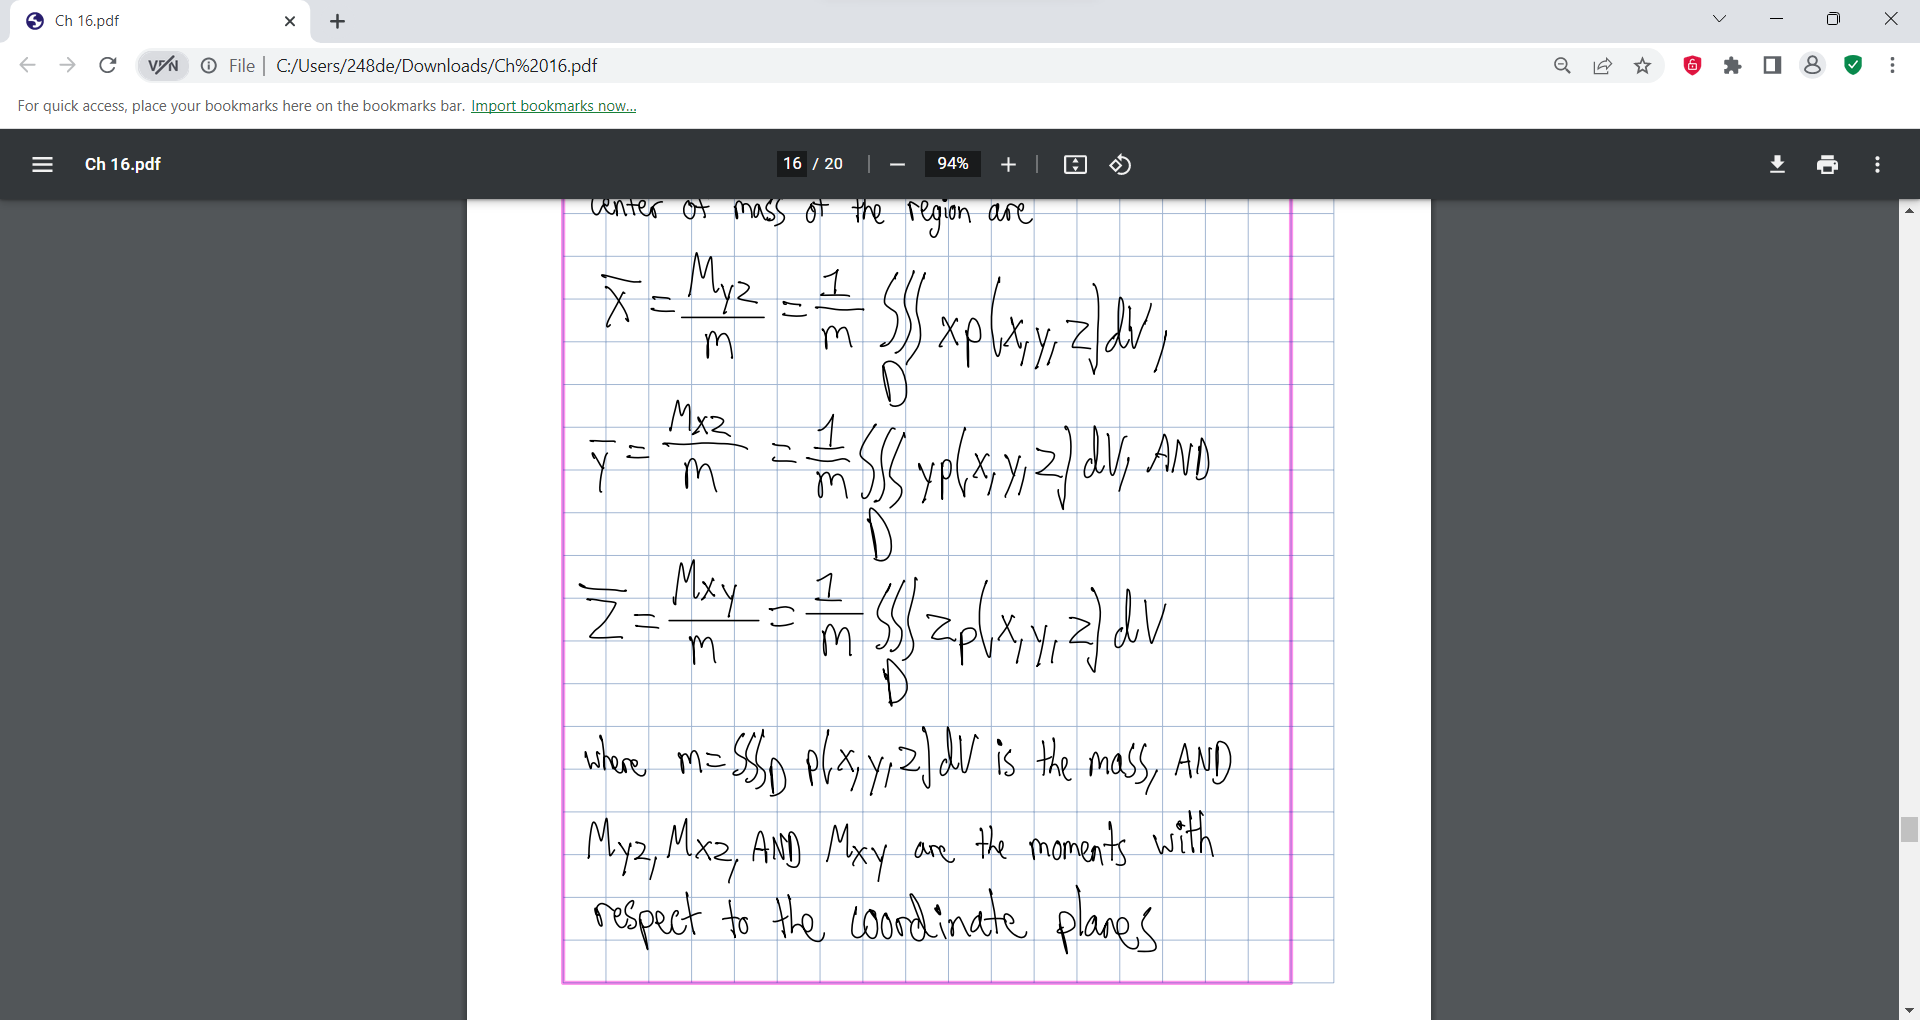 Ch 16.pdf
VPN File | C:/Users/248de/Downloads/Ch%2016.pdf
For quick access, place your bookmarks here on the bookmarks bar. Import bookmarks now...
Ch 16.pdf 16 / 20 | — 94% + |
center of mass of the region are
x̄ = Myz/m = 1/m ∭_D xρ(x, y, z) dV,
ȳ = Mxz/m = 1/m ∭_D yρ(x, y, z) dV, AND
z̄ = Mxy/m = 1/m ∭_D zρ(x, y, z) dV
where m = ∭_D ρ(x, y, z) dV is the mass, AND
Myz, Mxz, AND Mxy are the moments with
respect to the coordinate planes